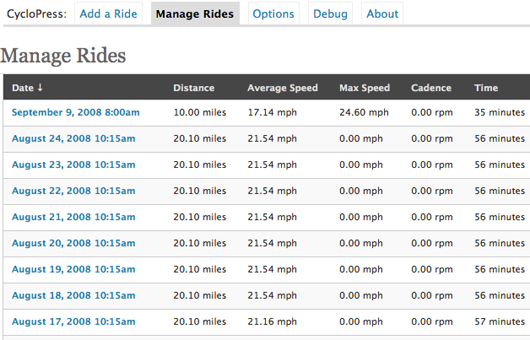 CycloPress: Add a Ride Manage Rides Options Debug About
Manage Rides
Date ↓ Distance Average Speed Max Speed Cadence Time
September 9, 2008 8:00am 10.00 miles 17.14 mph 24.60 mph 0.00 rpm 35 minutes
August 24, 2008 10:15am 20.10 miles 21.54 mph 0.00 mph 0.00 rpm 56 minutes
August 23, 2008 10:15am 20.10 miles 21.54 mph 0.00 mph 0.00 rpm 56 minutes
August 22, 2008 10:15am 20.10 miles 21.54 mph 0.00 mph 0.00 rpm 56 minutes
August 21, 2008 10:15am 20.10 miles 21.54 mph 0.00 mph 0.00 rpm 56 minutes
August 20, 2008 10:15am 20.10 miles 21.54 mph 0.00 mph 0.00 rpm 56 minutes
August 19, 2008 10:15am 20.10 miles 21.54 mph 0.00 mph 0.00 rpm 56 minutes
August 18, 2008 10:15am 20.10 miles 21.54 mph 0.00 mph 0.00 rpm 56 minutes
August 17, 2008 10:15am 20.10 miles 21.16 mph 0.00 mph 0.00 rpm 57 minutes